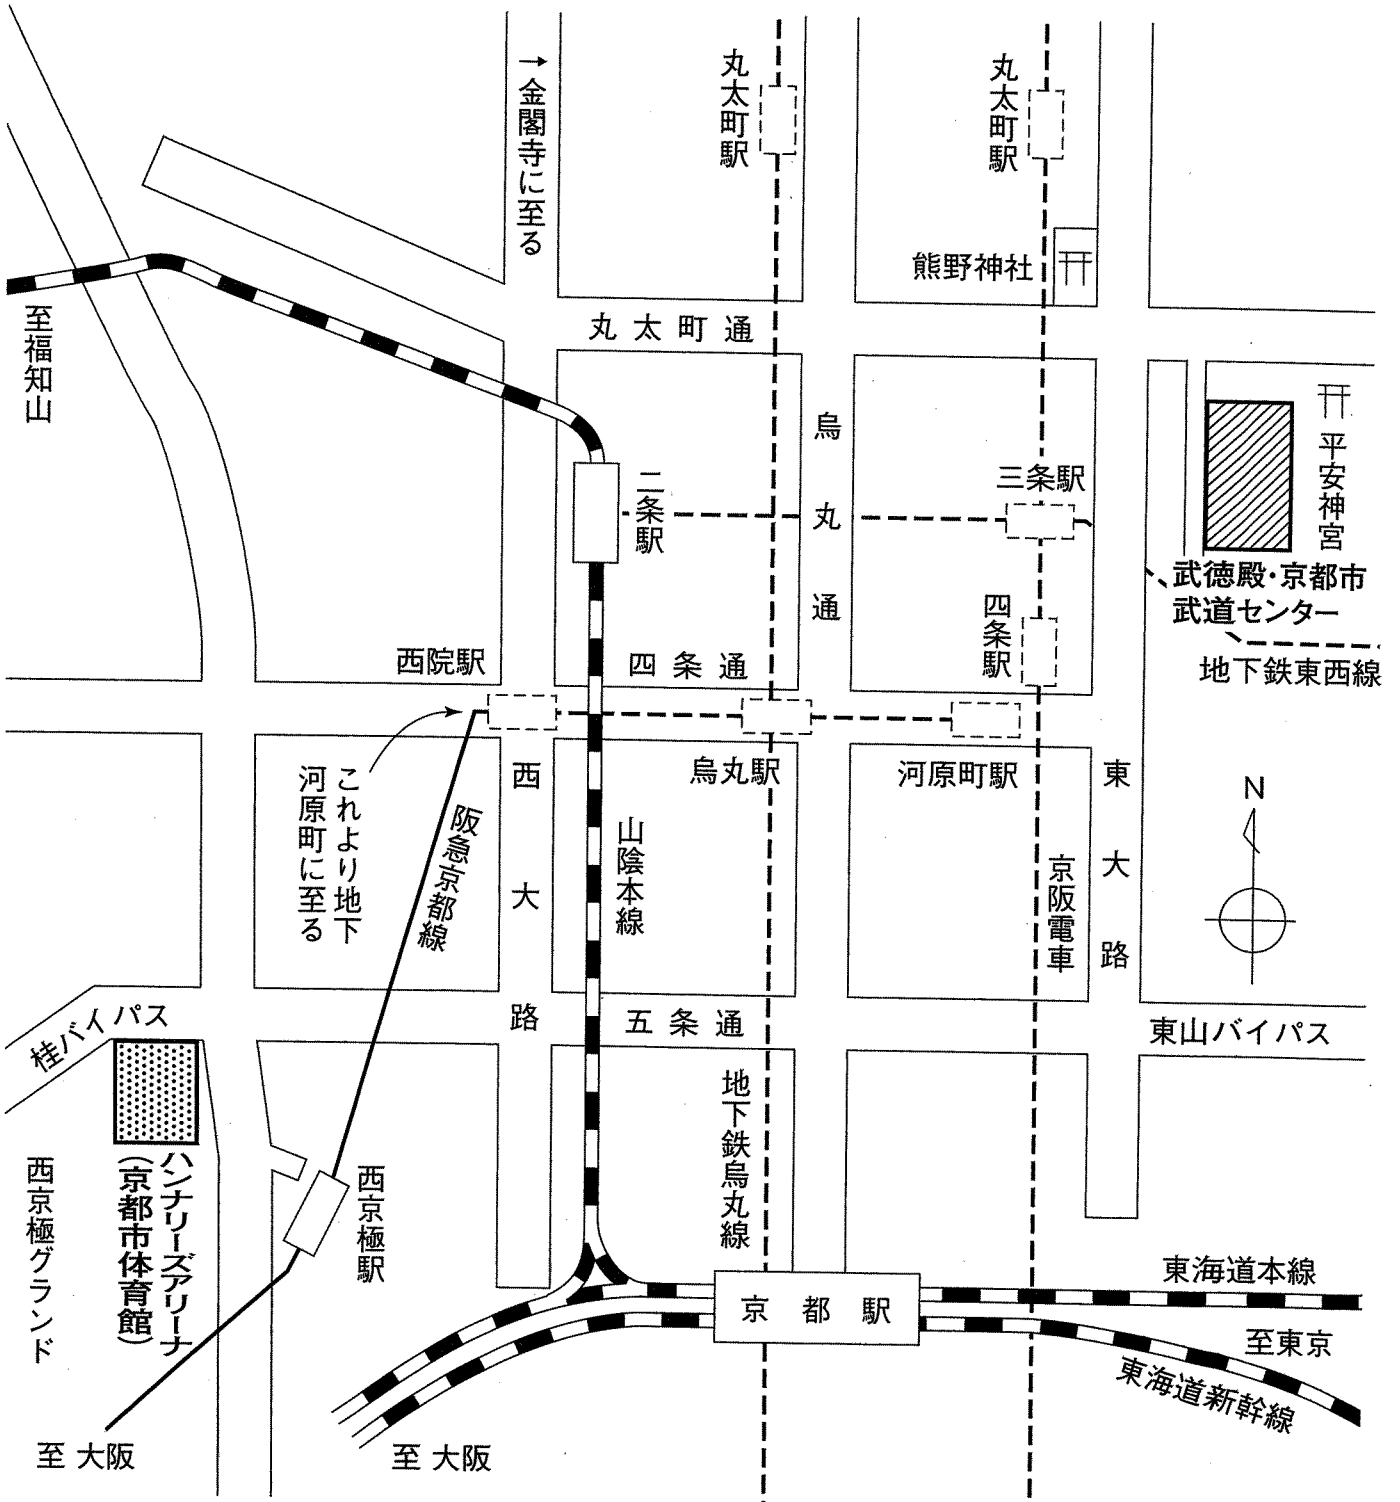 →金閣寺に至る
丸太町駅
丸太町駅
熊野神社
至福知山
丸太町通
平安神宮
烏丸通
二条駅
三条駅
武徳殿・京都市
武道センター
四条駅
地下鉄東西線
西院駅
四条通
烏丸駅
河原町駅
これより地下
河原町に至る
阪急京都線
西大路
山陰本線
東大路
京阪電車
N
桂バイパス
五条通
東山バイパス
地下鉄烏丸線
ハンナリーズアリーナ
(京都市体育館)
西京極グランド
西京極駅
京都駅
東海道本線
至東京
東海道新幹線
至 大阪
至 大阪